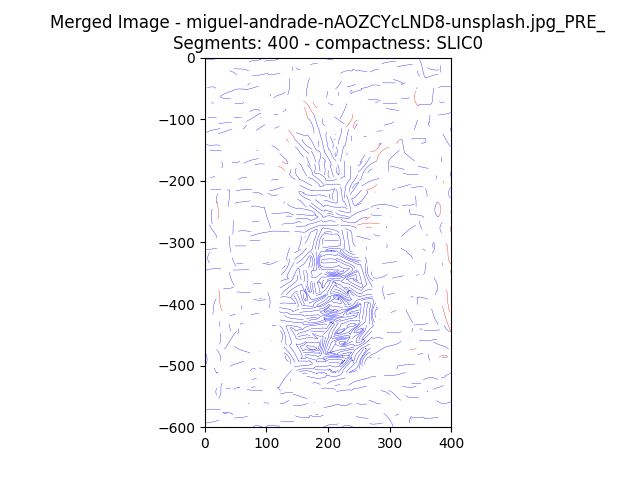 Merged Image - miguel-andrade-nAOZCYcLND8-unsplash.jpg_PRE_
Segments: 400 - compactness: SLIC0
0
−100
−200
−300
−400
−500
−600
0 100 200 300 400